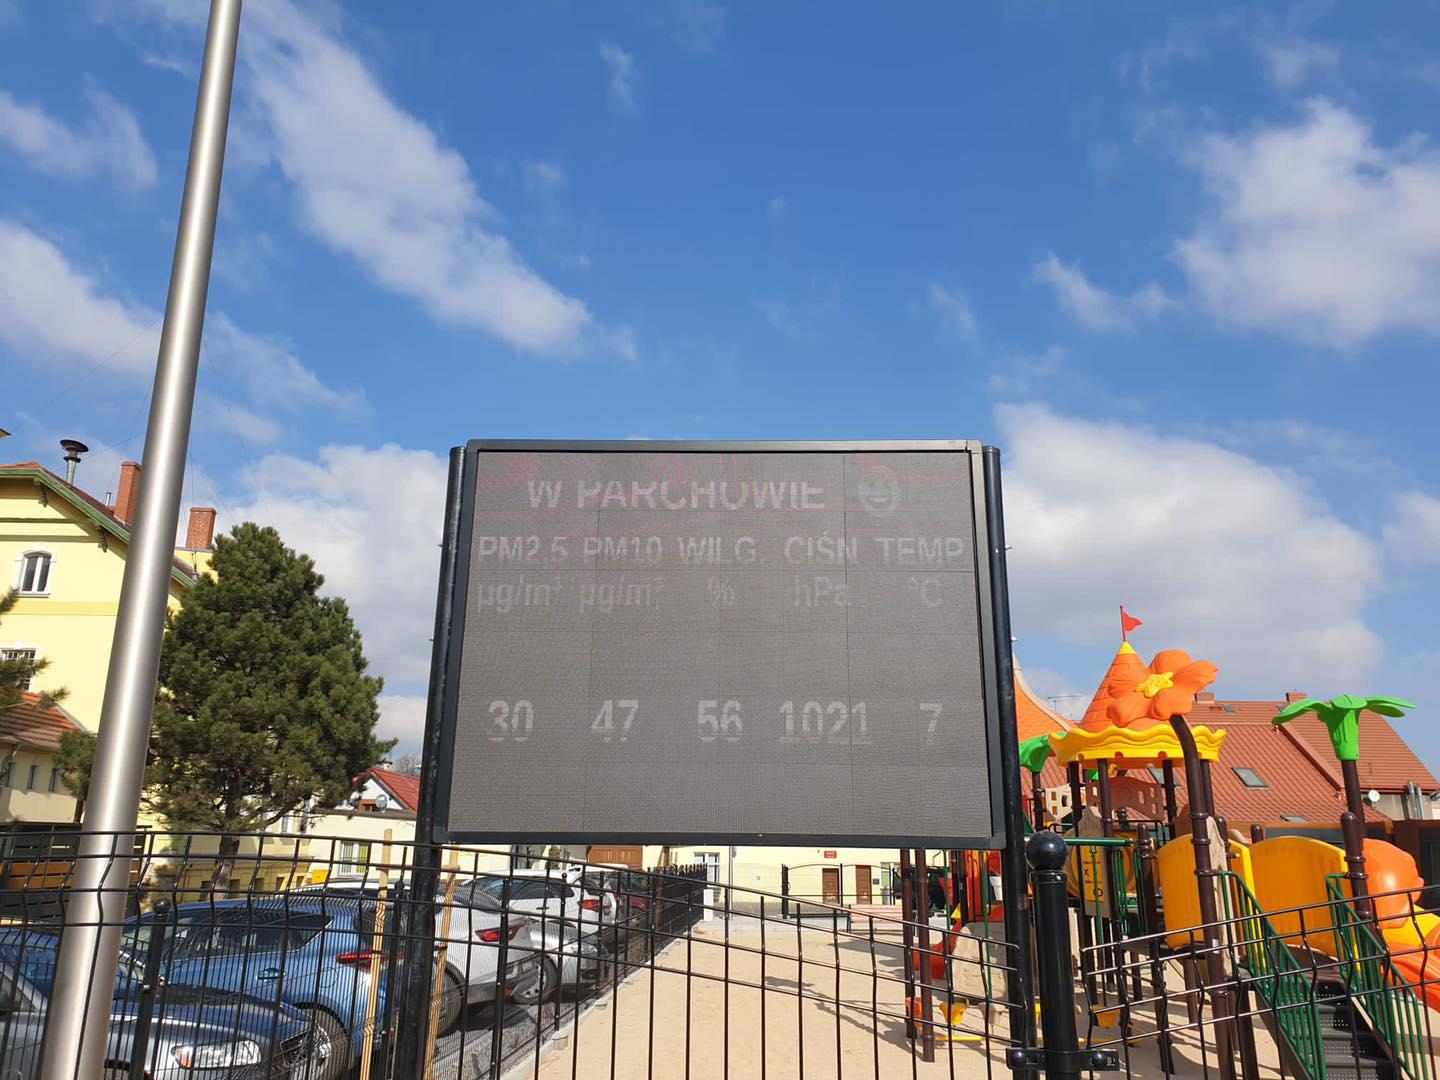 W PARCHOWIE
PM2,5 PM10 WILG. CIŚN. TEMP
µg/m³ µg/m³ % hPa °C
30 47 56 1021 7